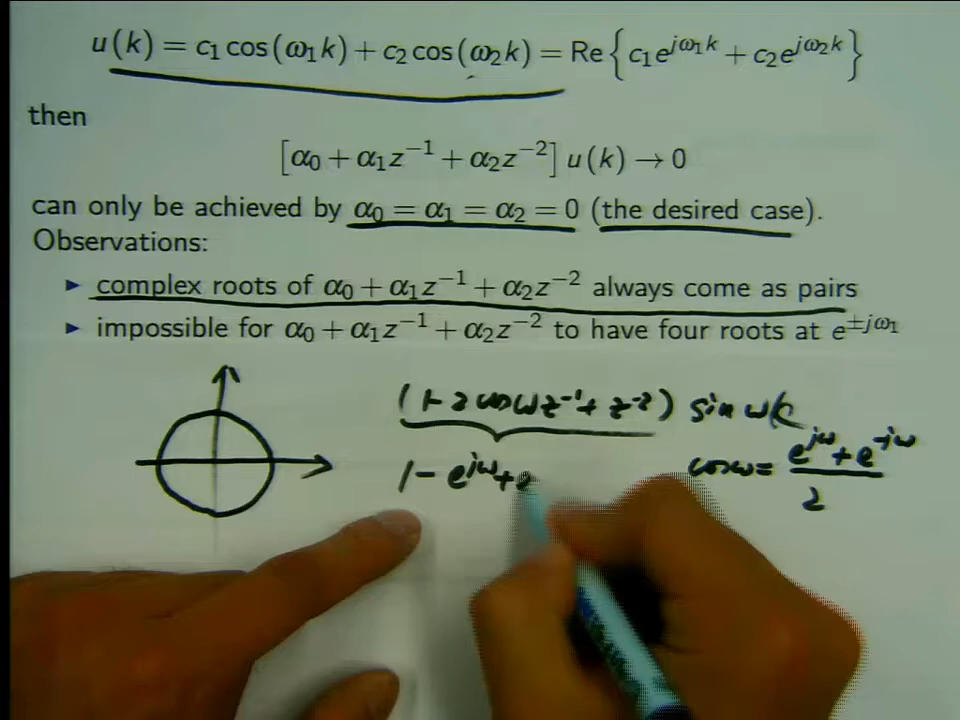 u(k) = c₁ cos(ω₁k) + c₂ cos(ω₂k) = Re{c₁e^{jω₁k} + c₂e^{jω₂k}}
then
[α₀ + α₁z⁻¹ + α₂z⁻²] u(k) → 0
can only be achieved by α₀ = α₁ = α₂ = 0 (the desired case).
Observations:
▶ complex roots of α₀ + α₁z⁻¹ + α₂z⁻² always come as pairs
▶ impossible for α₀ + α₁z⁻¹ + α₂z⁻² to have four roots at e^{±jω₁}
(1 - 2 cos ω z⁻¹ + z⁻²) sin ωk
cos ω = (e^{jω} + e^{-jω})/2
1 - e^{jω} + e